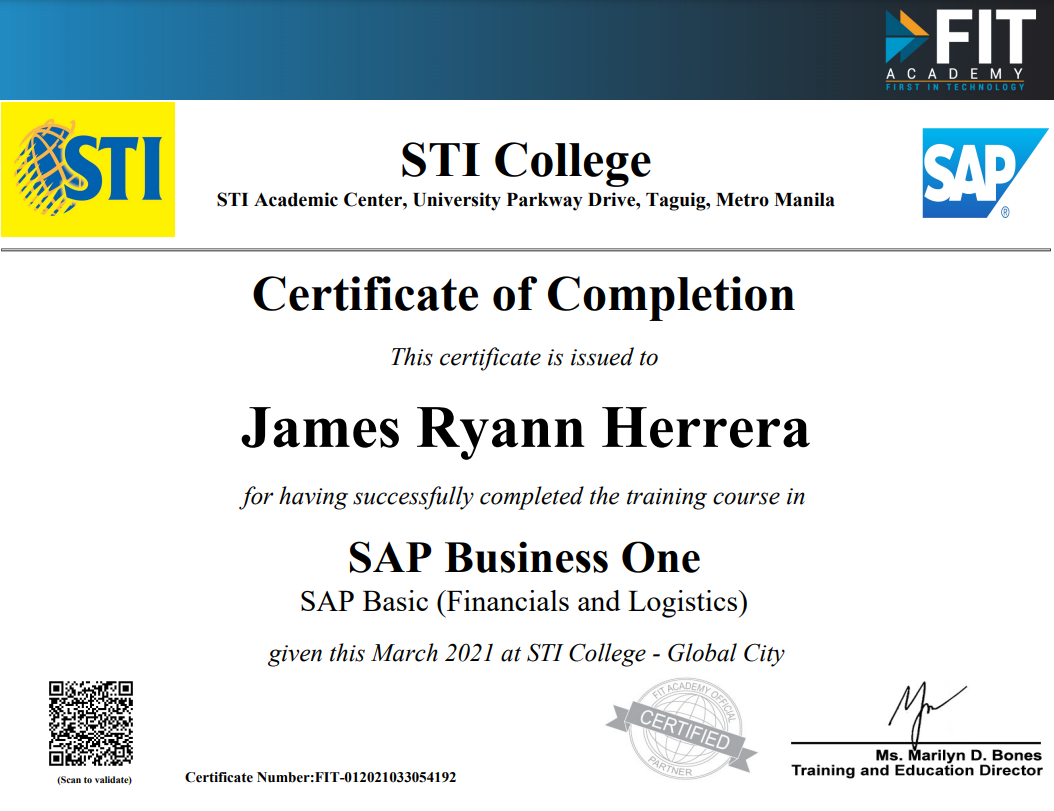 FIT
ACADEMY
FIRST IN TECHNOLOGY
STI
STI College
STI Academic Center, University Parkway Drive, Taguig, Metro Manila
SAP
®
Certificate of Completion
This certificate is issued to
James Ryann Herrera
for having successfully completed the training course in
SAP Business One
SAP Basic (Financials and Logistics)
given this March 2021 at STI College - Global City
FIT ACADEMY OFFICIAL
CERTIFIED
PARTNER
Ms. Marilyn D. Bones
Training and Education Director
(Scan to validate)
Certificate Number:FIT-012021033054192